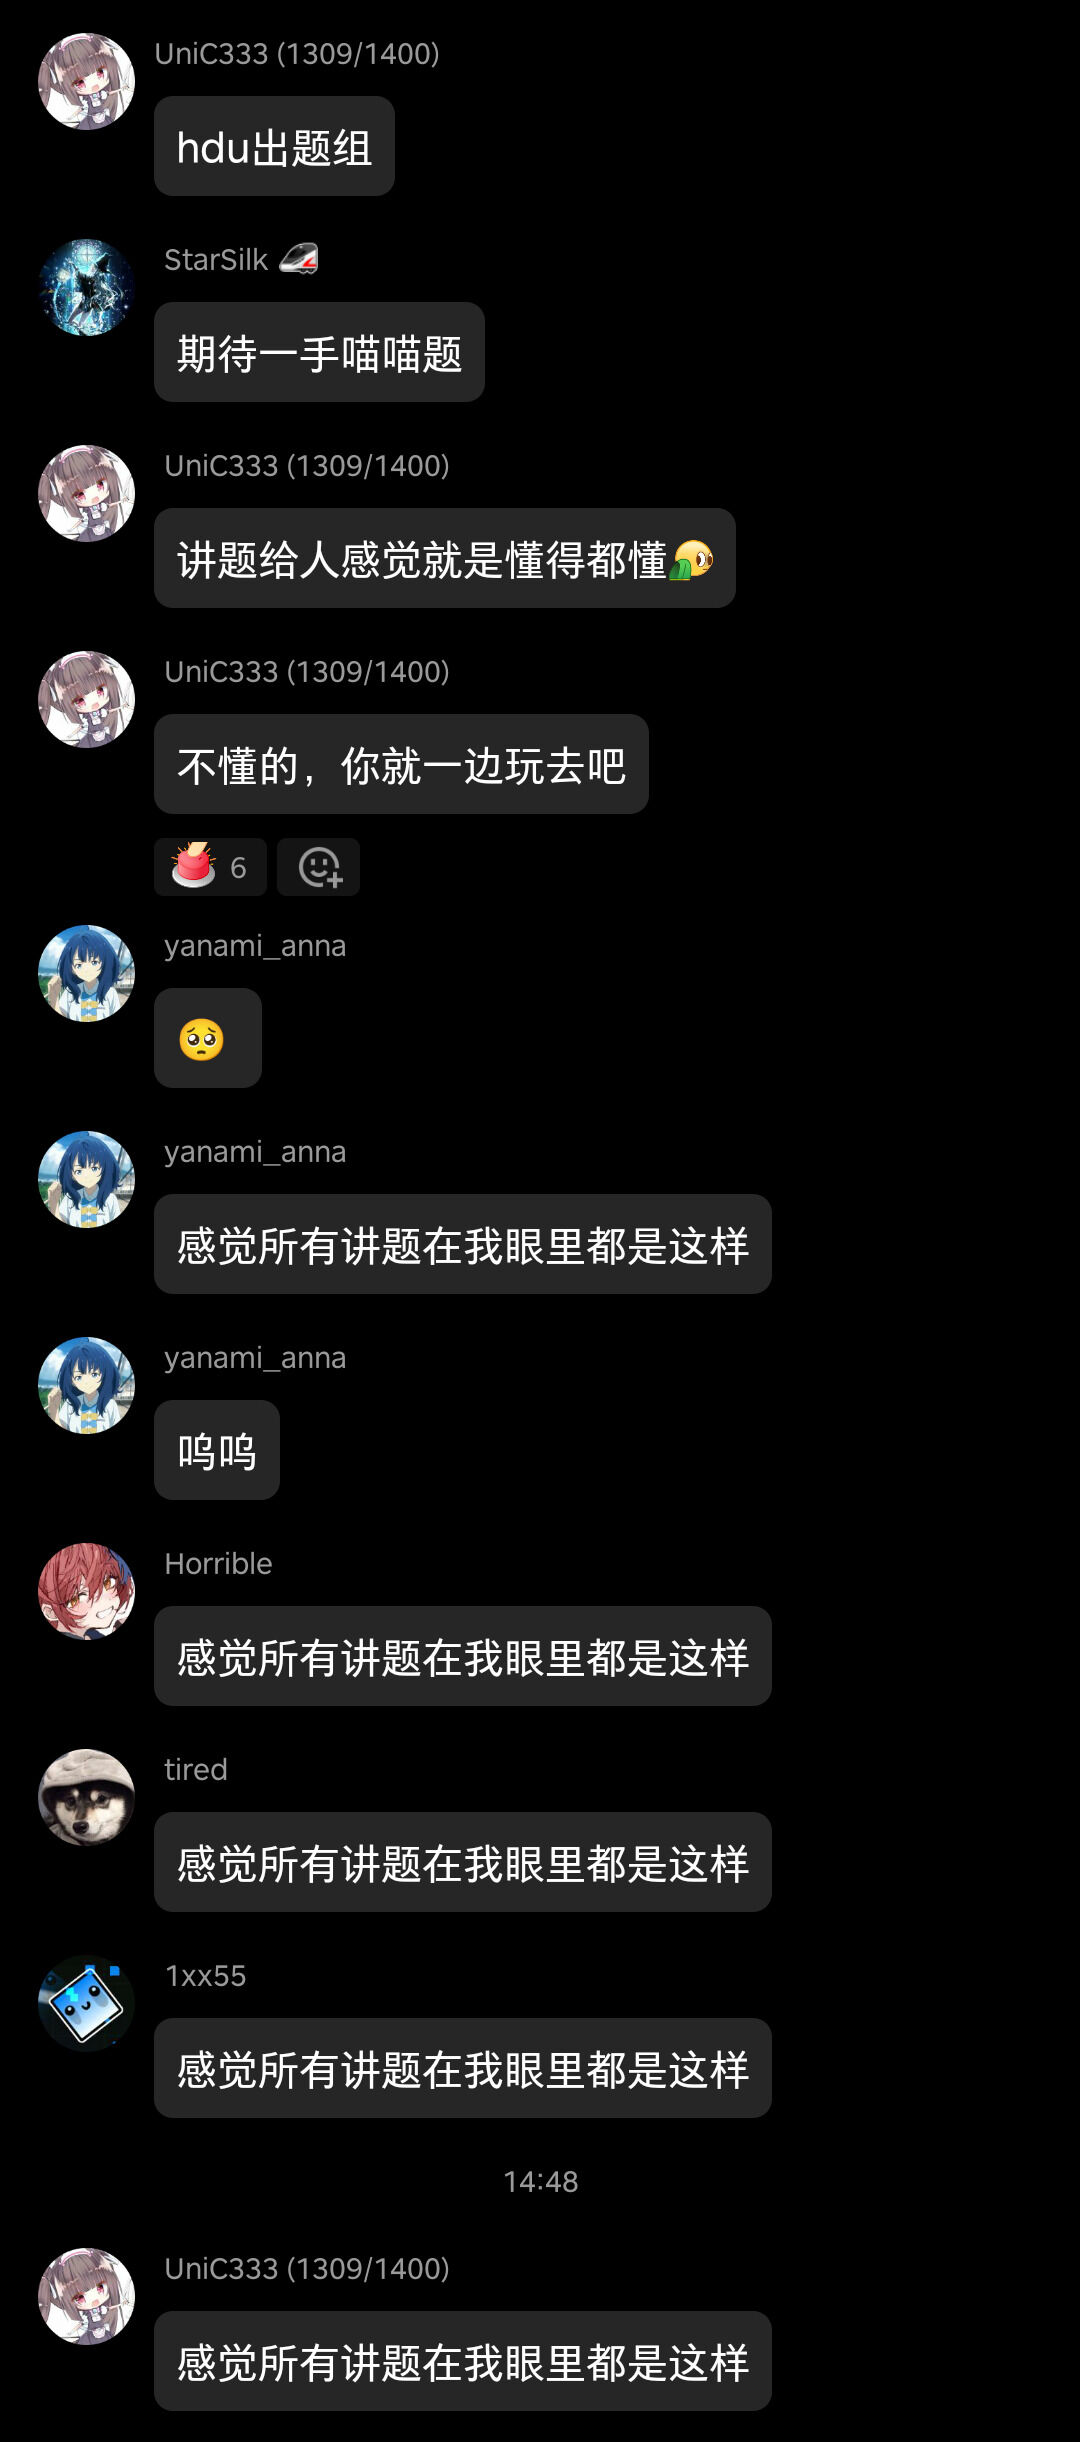 UniC333 (1309/1400)
hdu出题组
StarSilk 🚅
期待一手喵喵题
UniC333 (1309/1400)
讲题给人感觉就是懂得都懂
UniC333 (1309/1400)
不懂的，你就一边玩去吧
6
yanami_anna
🥺
yanami_anna
感觉所有讲题在我眼里都是这样
yanami_anna
呜呜
Horrible
感觉所有讲题在我眼里都是这样
tired
感觉所有讲题在我眼里都是这样
1xx55
感觉所有讲题在我眼里都是这样
14:48
UniC333 (1309/1400)
感觉所有讲题在我眼里都是这样